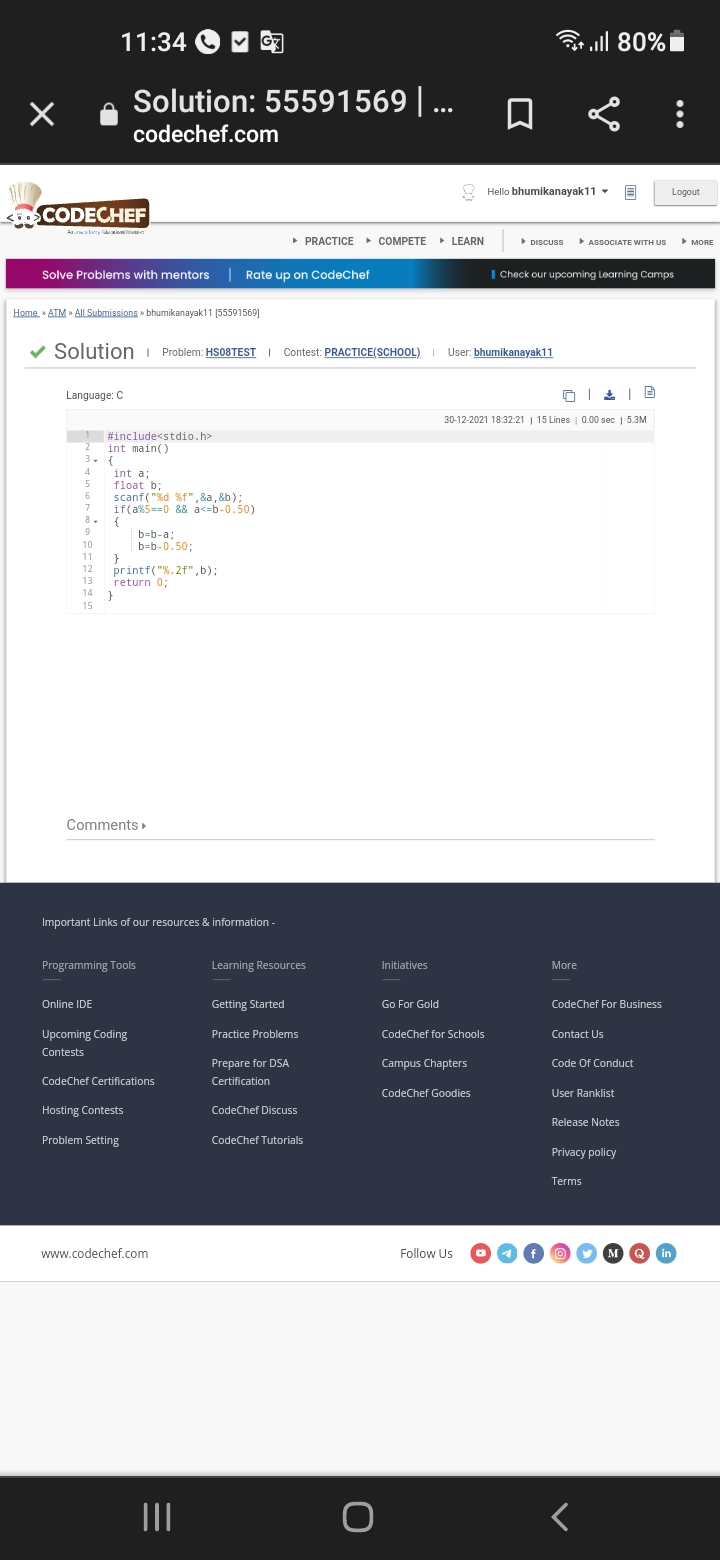 11:34 80%
Solution: 55591569 | ...
codechef.com
CODECHEF
Hello bhumikanayak11
Logout
PRACTICE COMPETE LEARN DISCUSS ASSOCIATE WITH US MORE
Solve Problems with mentors | Rate up on CodeChef Check our upcoming Learning Camps
Home » ATM » All Submissions » bhumikanayak11 [55591569]
Solution | Problem: HS08TEST | Contest: PRACTICE(SCHOOL) | User: bhumikanayak11
Language: C
30-12-2021 18:32:21 | 15 Lines | 0.00 sec | 5.3M
1 #include<stdio.h>
2 int main()
3 {
4 int a;
5 float b;
6 scanf("%d %f",&a,&b);
7 if(a%5==0 && a<=b-0.50)
8 {
9 b=b-a;
10 b=b-0.50;
11 }
12 printf("%.2f",b);
13 return 0;
14 }
15
Comments
Important Links of our resources & information -
Programming Tools
Online IDE
Upcoming Coding
Contests
CodeChef Certifications
Hosting Contests
Problem Setting
Learning Resources
Getting Started
Practice Problems
Prepare for DSA
Certification
CodeChef Discuss
CodeChef Tutorials
Initiatives
Go For Gold
CodeChef for Schools
Campus Chapters
CodeChef Goodies
More
CodeChef For Business
Contact Us
Code Of Conduct
User Ranklist
Release Notes
Privacy policy
Terms
www.codechef.com
Follow Us